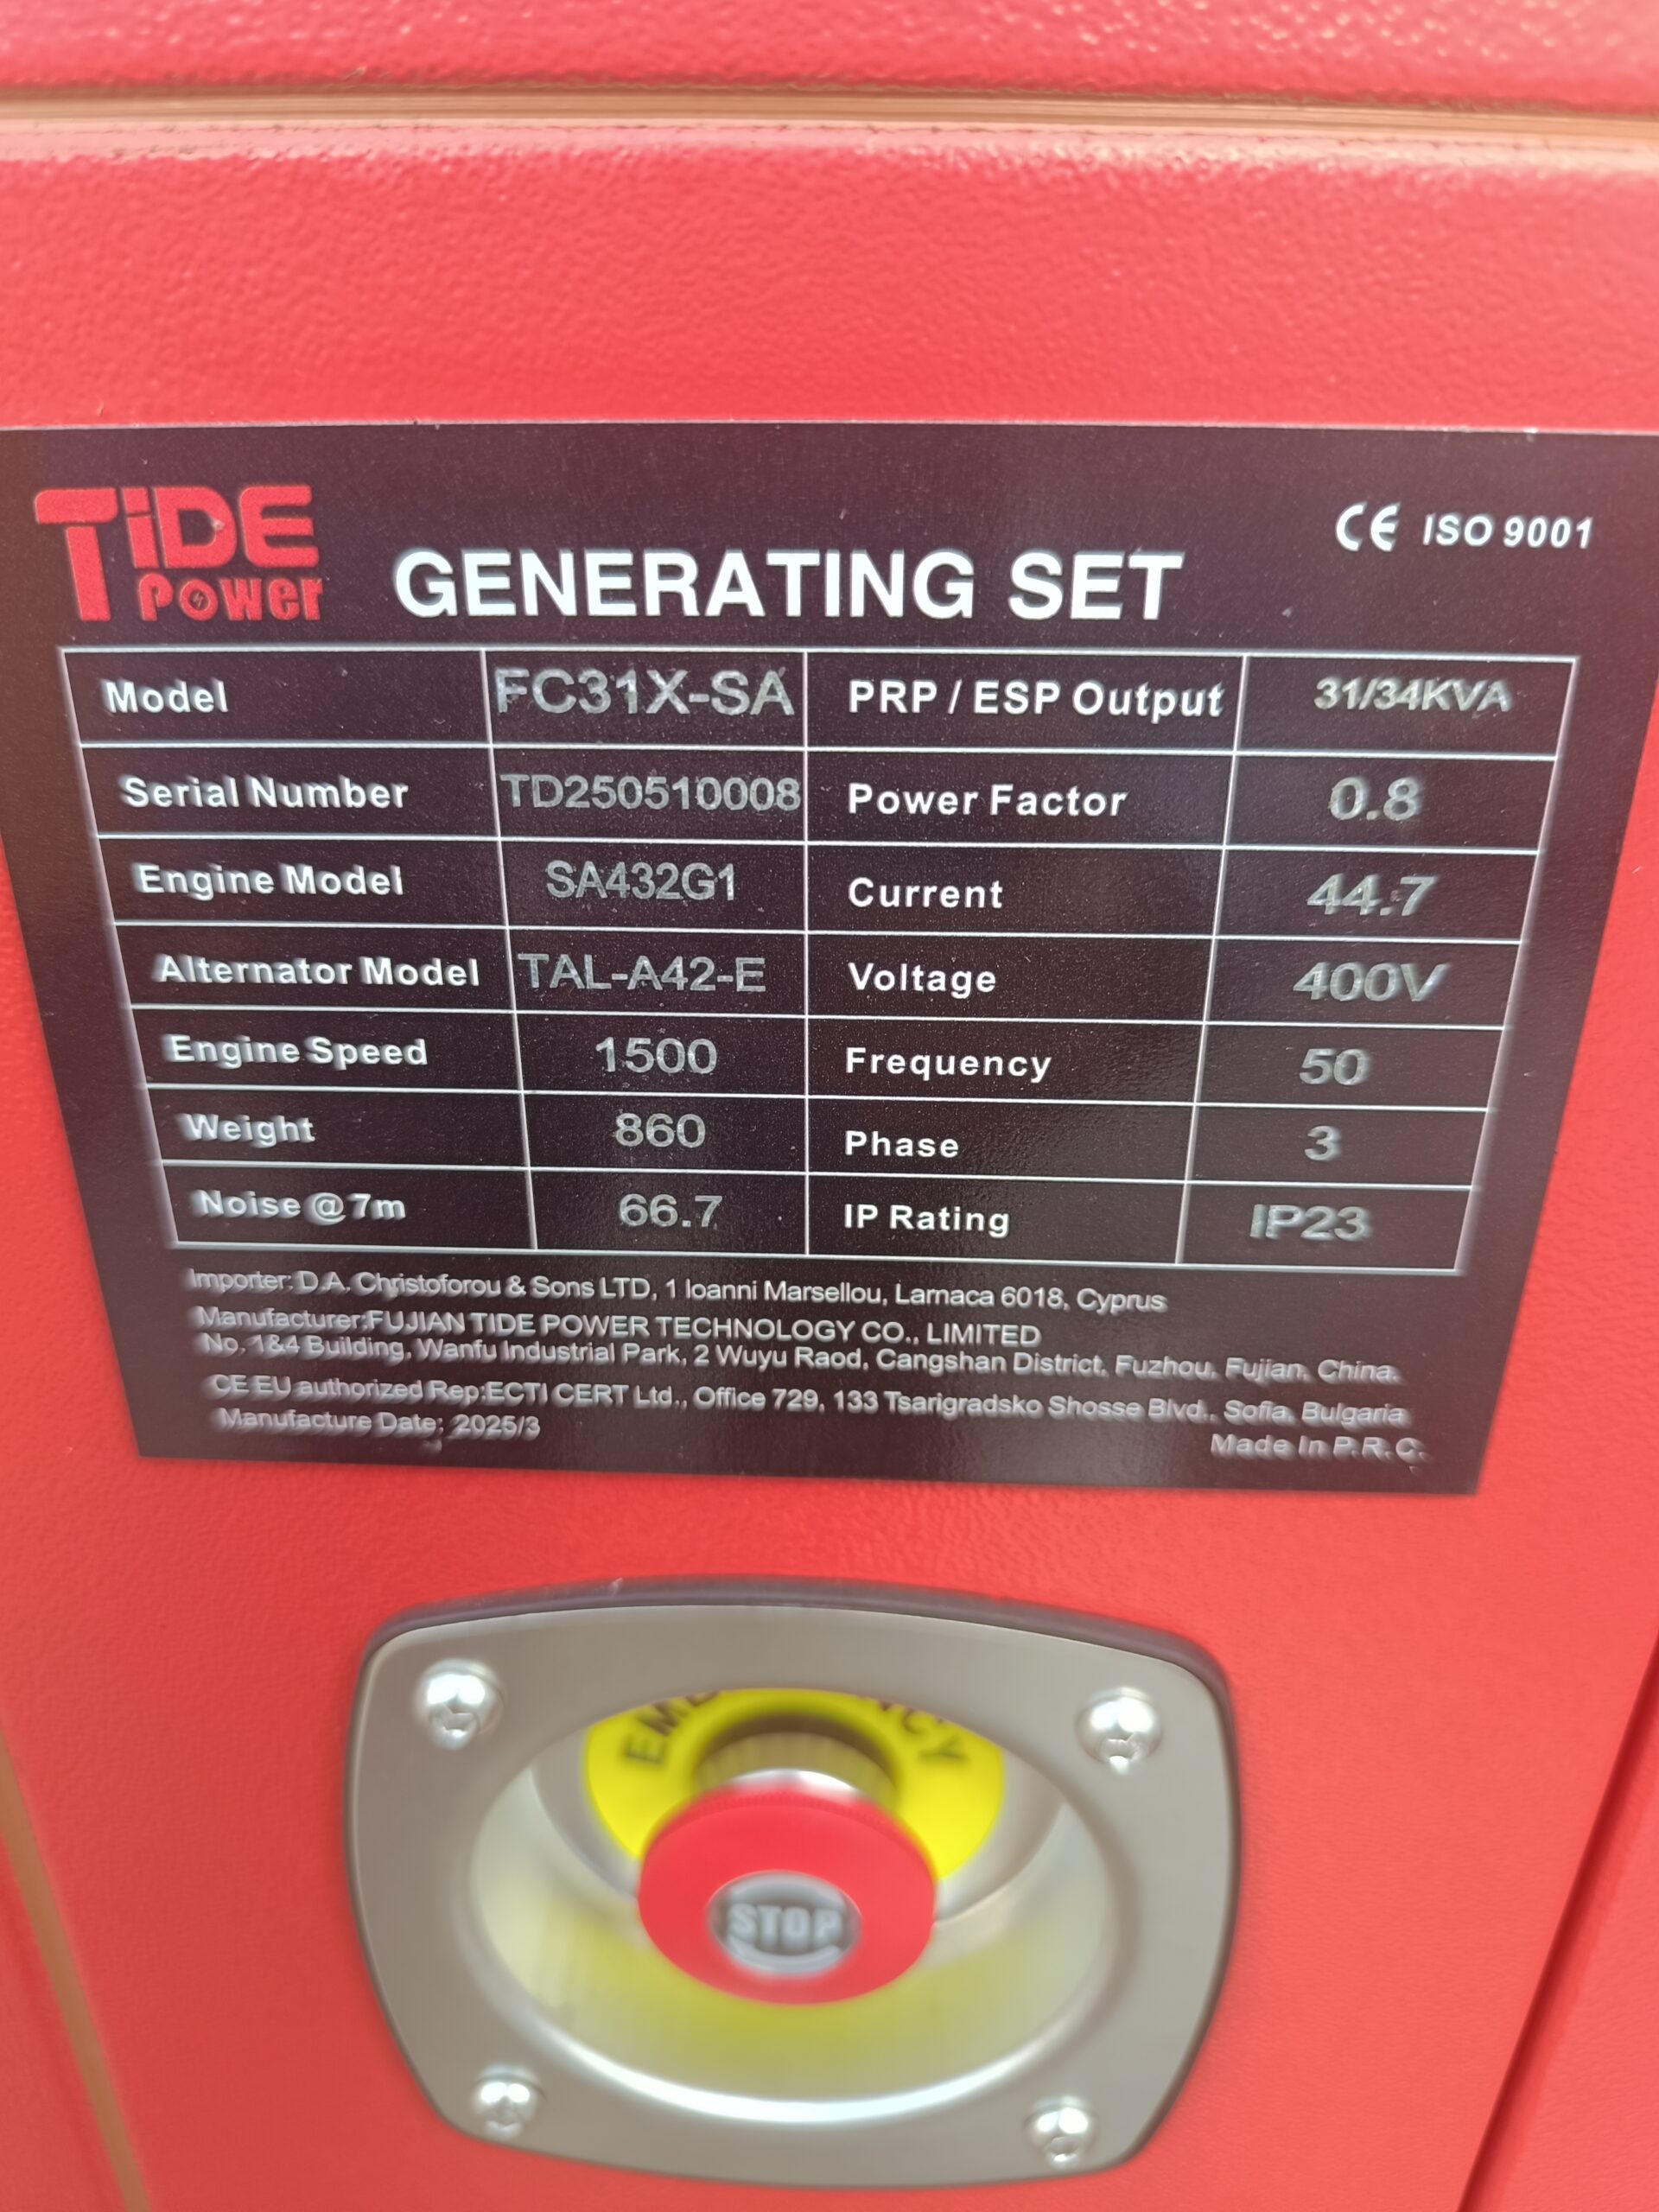 TiDE
Power
GENERATING SET
CE ISO 9001
Model FC31X-SA PRP / ESP Output 31/34KVA
Serial Number TD250510008 Power Factor 0.8
Engine Model SA432G1 Current 44.7
Alternator Model TAL-A42-E Voltage 400V
Engine Speed 1500 Frequency 50
Weight 860 Phase 3
Noise @ 7m 66.7 IP Rating IP23
Importer: D.A. Christoforou & Sons LTD, 1 Ioanni Marsellou, Larnaca 6018, Cyprus
Manufacturer:FUJIAN TIDE POWER TECHNOLOGY CO., LIMITED
No. 1&4 Building, Wanfu Industrial Park, 2 Wuyu Raod, Cangshan District, Fuzhou, Fujian, China.
CE EU authorized Rep:ECTI CERT Ltd., Office 729, 133 Tsarigradsko Shosse Blvd., Sofia, Bulgaria
Manufacture Date: 2025/3
Made In P.R.C.
STOP